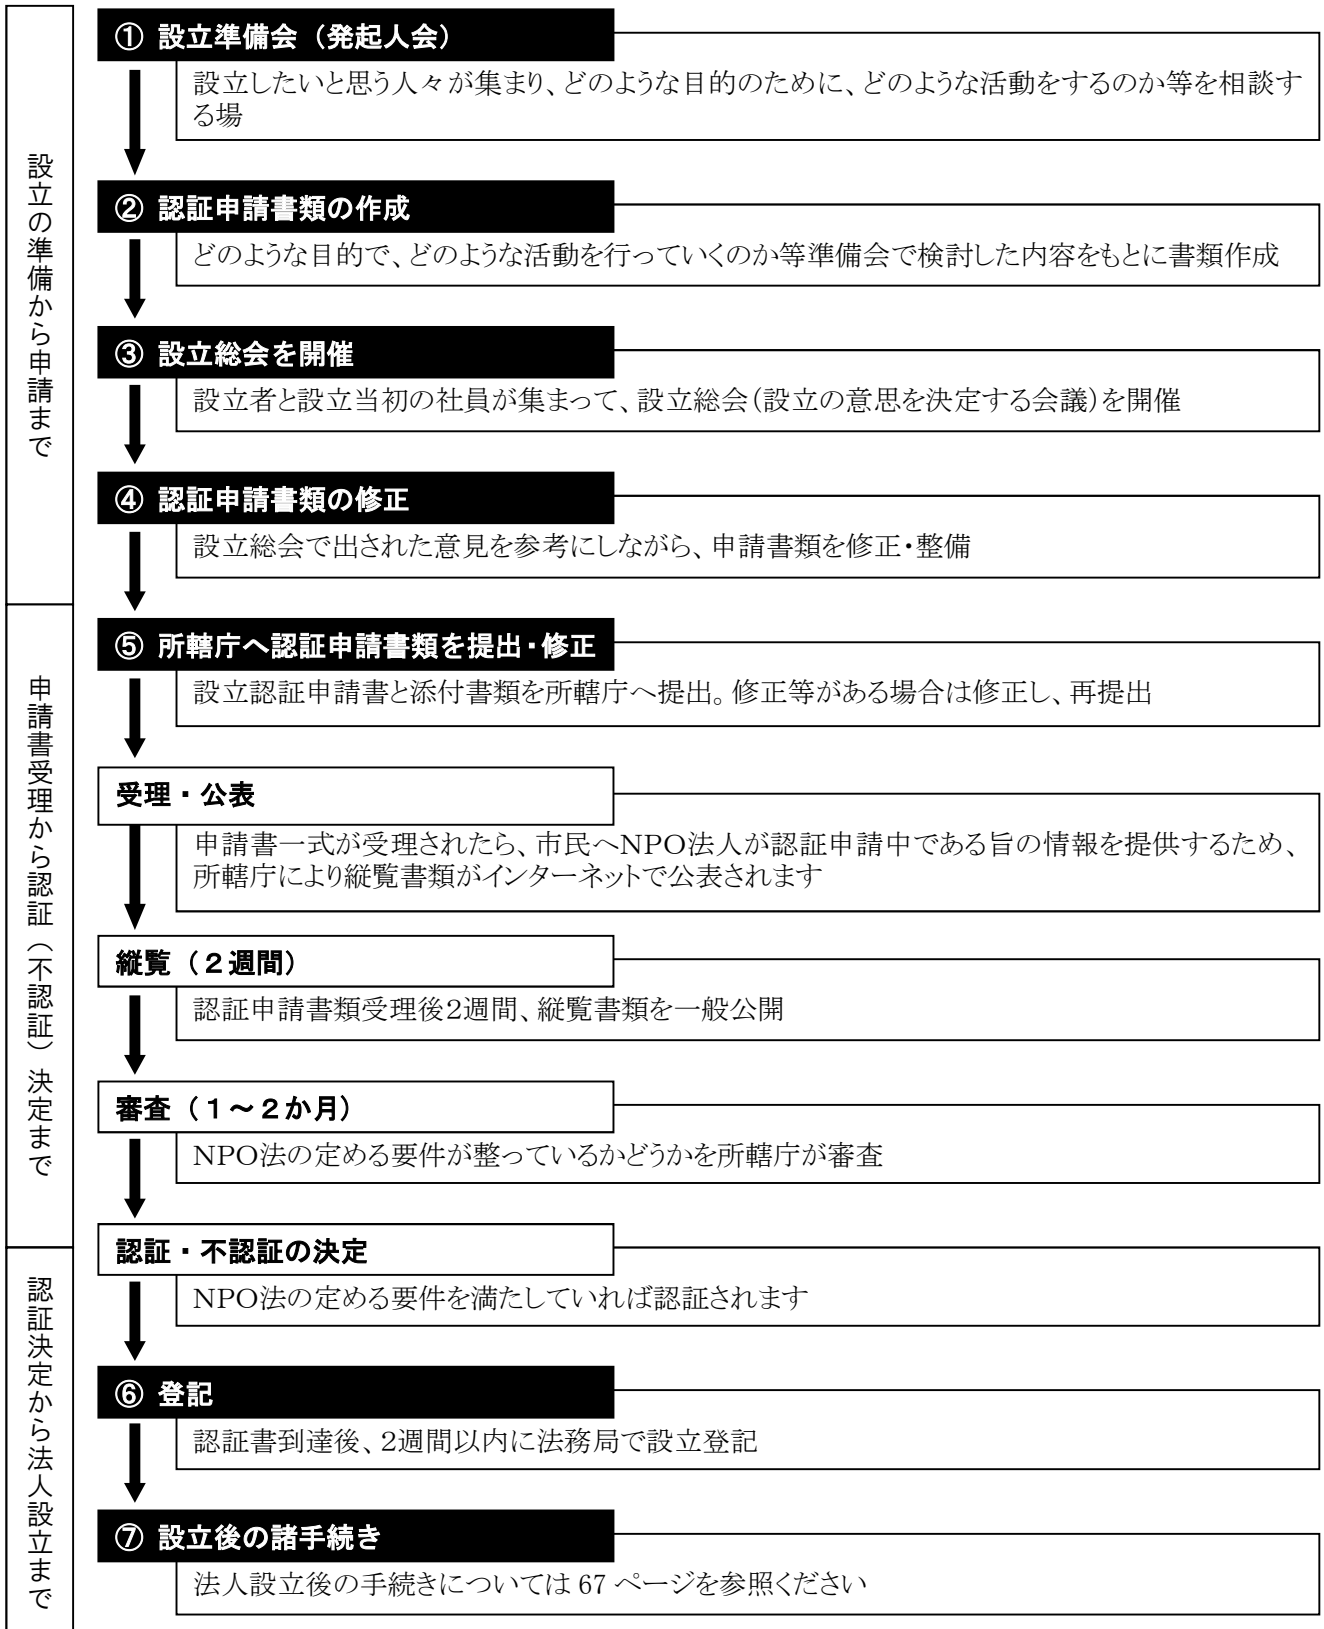 設立の準備から申請まで
① 設立準備会（発起人会）
設立したいと思う人々が集まり、どのような目的のために、どのような活動をするのか等を相談す
る場
② 認証申請書類の作成
どのような目的で、どのような活動を行っていくのか等準備会で検討した内容をもとに書類作成
③ 設立総会を開催
設立者と設立当初の社員が集まって、設立総会（設立の意思を決定する会議）を開催
④ 認証申請書類の修正
設立総会で出された意見を参考にしながら、申請書類を修正・整備
申請書受理から認証（不認証）決定まで
⑤ 所轄庁へ認証申請書類を提出・修正
設立認証申請書と添付書類を所轄庁へ提出。修正等がある場合は修正し、再提出
受理・公表
申請書一式が受理されたら、市民へNPO法人が認証申請中である旨の情報を提供するため、
所轄庁により縦覧書類がインターネットで公表されます
縦覧（２週間）
認証申請書類受理後2週間、縦覧書類を一般公開
審査（１～２か月）
NPO法の定める要件が整っているかどうかを所轄庁が審査
認証決定から法人設立まで
認証・不認証の決定
NPO法の定める要件を満たしていれば認証されます
⑥ 登記
認証書到達後、2週間以内に法務局で設立登記
⑦ 設立後の諸手続き
法人設立後の手続きについては 67 ページを参照ください